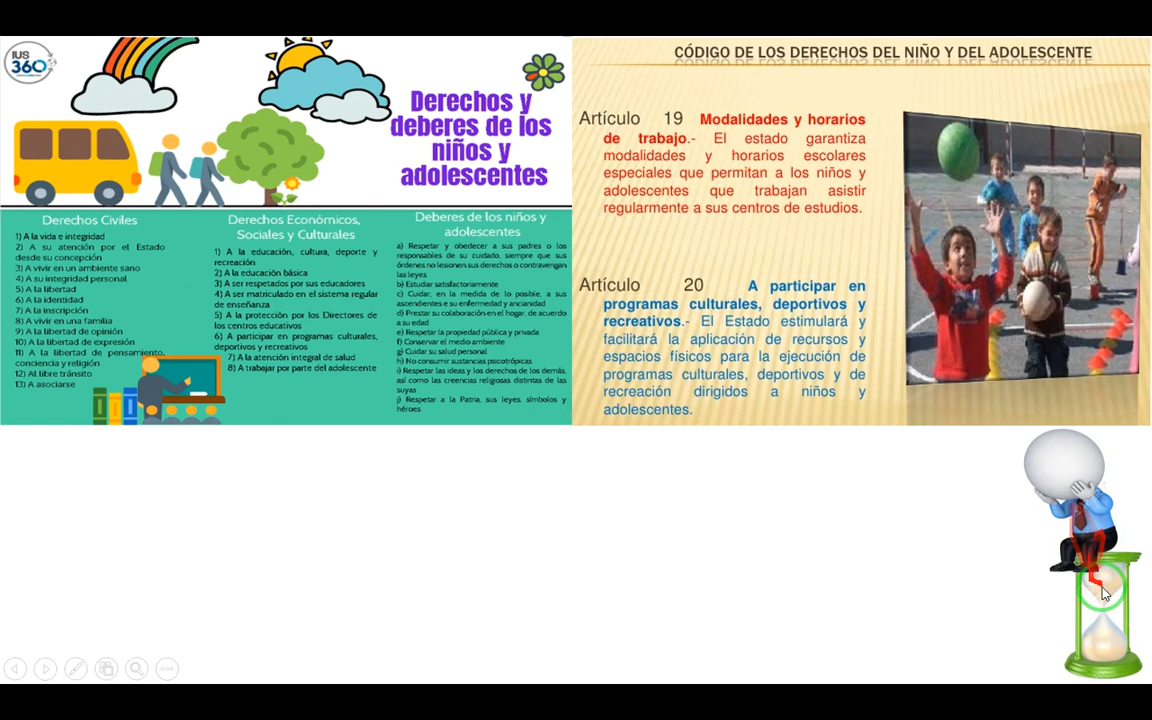 IUS
360
Derechos y
deberes de los
niños y
adolescentes
Derechos Civiles
1) A la vida e integridad
2) A su atención por el Estado
desde su concepción
3) A vivir en un ambiente sano
4) A su integridad personal
5) A la libertad
6) A la identidad
7) A la inscripción
8) A vivir en una familia
9) A la libertad de opinión
10) A la libertad de expresión
11) A la libertad de pensamiento,
conciencia y religión
12) Al libre tránsito
13) A asociarse
Derechos Económicos,
Sociales y Culturales
1) A la educación, cultura, deporte y
recreación
2) A la educación básica
3) A ser respetados por sus educadores
4) A ser matriculado en el sistema regular
de enseñanza
5) A la protección por los Directores de
los centros educativos
6) A participar en programas culturales,
deportivos y recreativos
7) A la atención integral de salud
8) A trabajar por parte del adolescente
Deberes de los niños y
adolescentes
a) Respetar y obedecer a sus padres o los
responsables de su cuidado, siempre que sus
órdenes no lesionen sus derechos o contravengan
las leyes
b) Estudiar satisfactoriamente
c) Cuidar, en la medida de lo posible, a sus
ascendientes e su enfermedad y ancianidad
d) Prestar su colaboración en el hogar, de acuerdo
a su edad
e) Respetar la propiedad pública y privada
f) Conservar el medio ambiente
g) Cuidar su salud personal
h) No consumir sustancias psicotrópicas
i) Respetar las ideas y los derechos de los demás,
así como las creencias religiosas distintas de las
suyas
j) Respetar a la Patria, sus leyes, símbolos y
héroes
CÓDIGO DE LOS DERECHOS DEL NIÑO Y DEL ADOLESCENTE
Artículo 19 Modalidades y horarios
de trabajo.- El estado garantiza
modalidades y horarios escolares
especiales que permitan a los niños y
adolescentes que trabajan asistir
regularmente a sus centros de estudios.
Artículo 20 A participar en
programas culturales, deportivos y
recreativos.- El Estado estimulará y
facilitará la aplicación de recursos y
espacios físicos para la ejecución de
programas culturales, deportivos y de
recreación dirigidos a niños y
adolescentes.